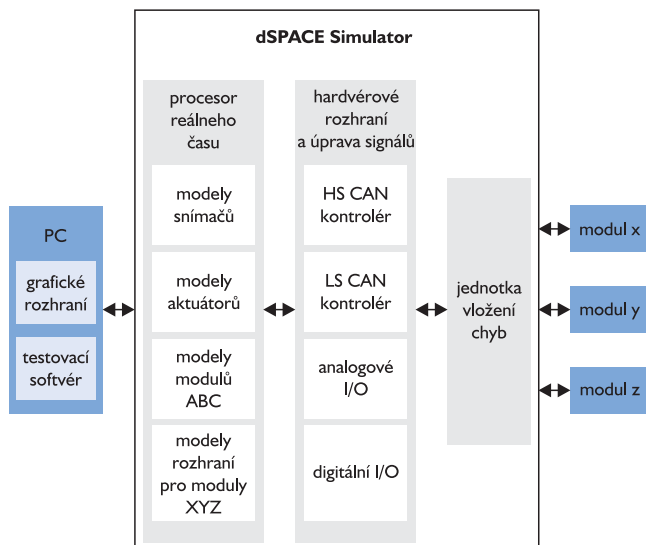 dSPACE Simulator
PC
grafické
rozhraní
testovací
softvér
procesor
reálneho
času
modely
snímačů
modely
aktuátorů
modely
modulů
ABC
modely
rozhraní
pro moduly
XYZ
hardvérové
rozhraní
a úprava signálů
HS CAN
kontrolér
LS CAN
kontrolér
analogové
I/O
digitální I/O
jednotka
vložení
chyb
modul x
modul y
modul z